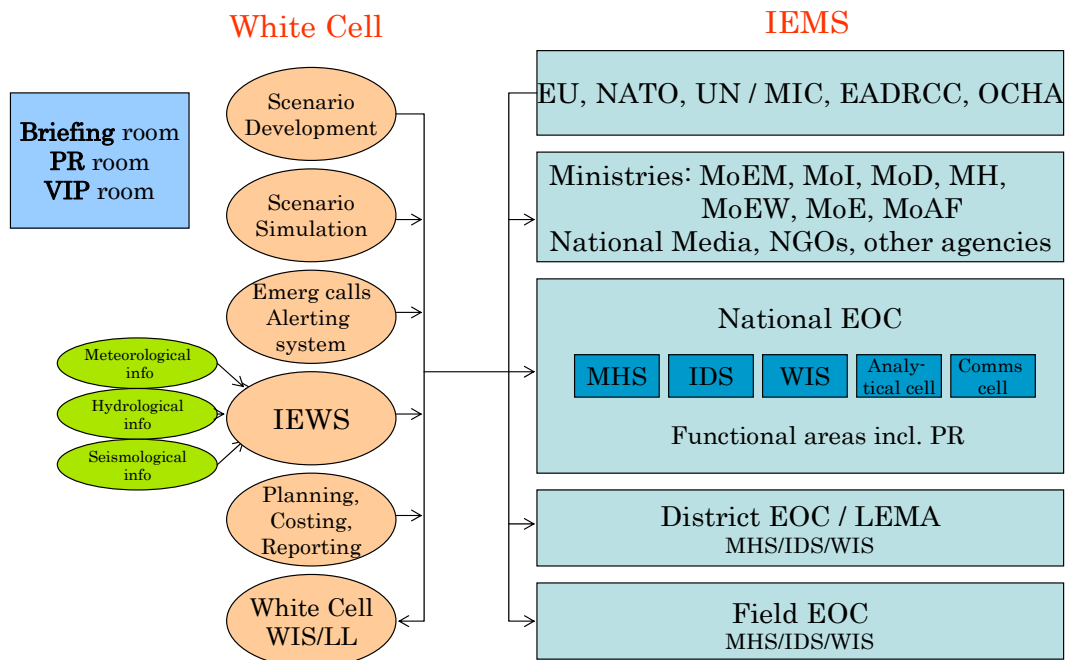 White Cell
IEMS
Briefing room
PR room
VIP room
Scenario
Development
Scenario
Simulation
Emerg calls
Alerting
system
Meteorological
info
Hydrological
info
Seismological
info
IEWS
Planning,
Costing,
Reporting
White Cell
WIS/LL
EU, NATO, UN / MIC, EADRCC, OCHA
Ministries: MoEM, MoI, MoD, MH,
MoEW, MoE, MoAF
National Media, NGOs, other agencies
National EOC
MHS
IDS
WIS
Analy-
tical cell
Comms
cell
Functional areas incl. PR
District EOC / LEMA
MHS/IDS/WIS
Field EOC
MHS/IDS/WIS